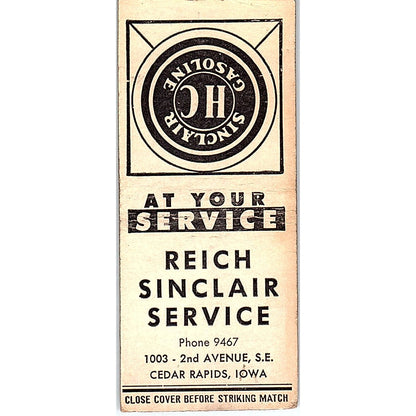 SINCLAIR
HC
GASOLINE
AT YOUR
SERVICE
REICH
SINCLAIR
SERVICE
Phone 9467
1003 - 2nd AVENUE, S.E.
CEDAR RAPIDS, IOWA
CLOSE COVER BEFORE STRIKING MATCH